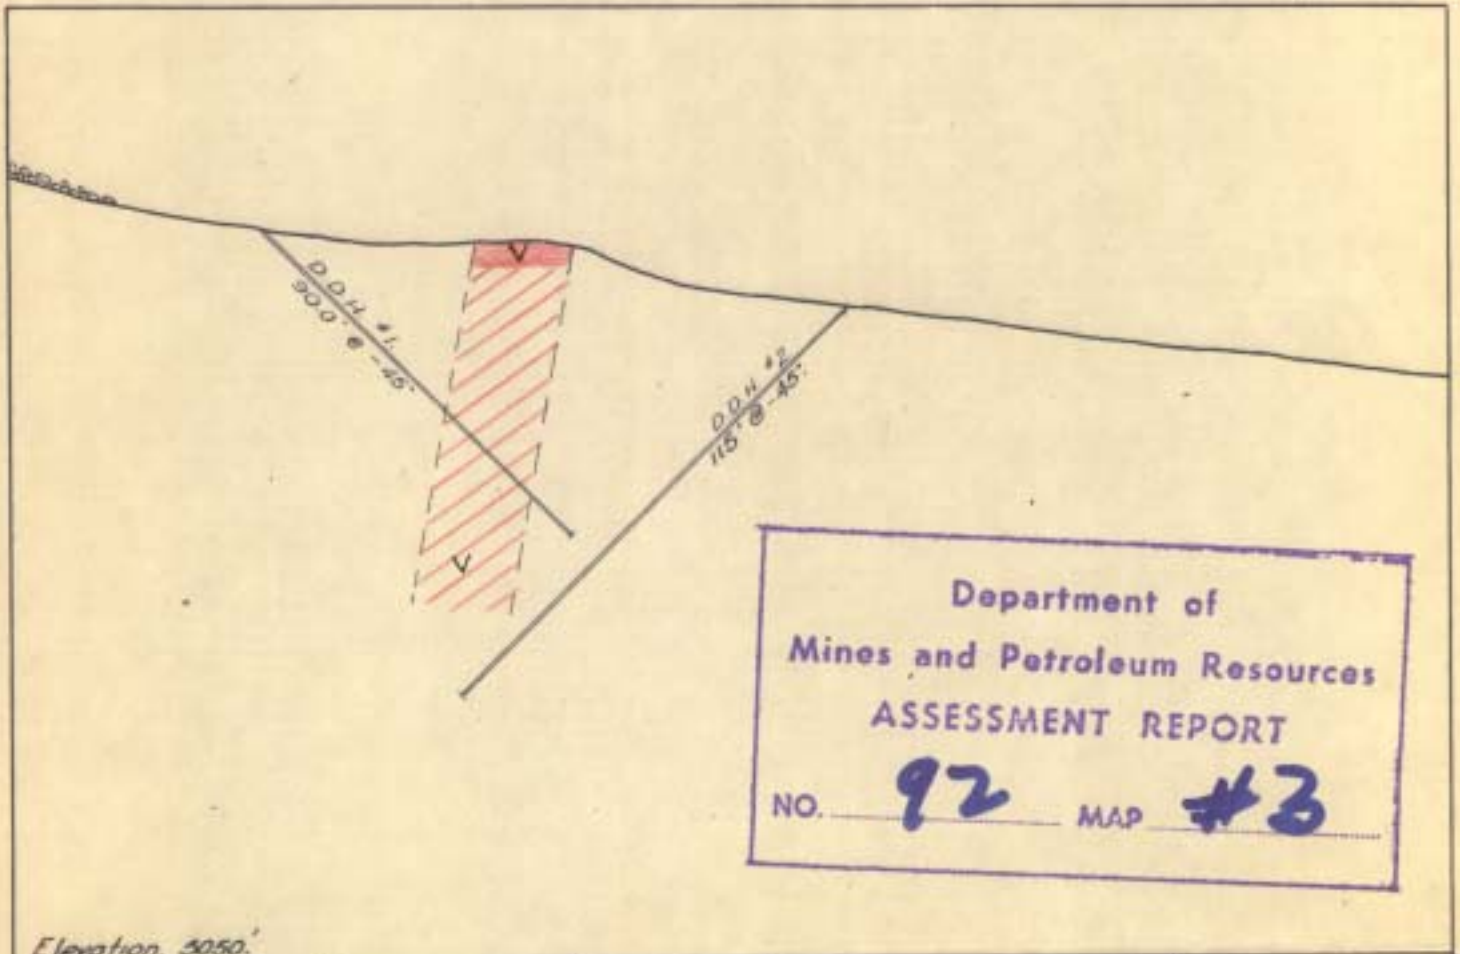 D.D.H #1.
90.0' @ -45°
D.D.H #2
115' @ -45°
V
V
Department of
Mines and Petroleum Resources
ASSESSMENT REPORT
NO. 92 MAP #3
Elevation 5050.'